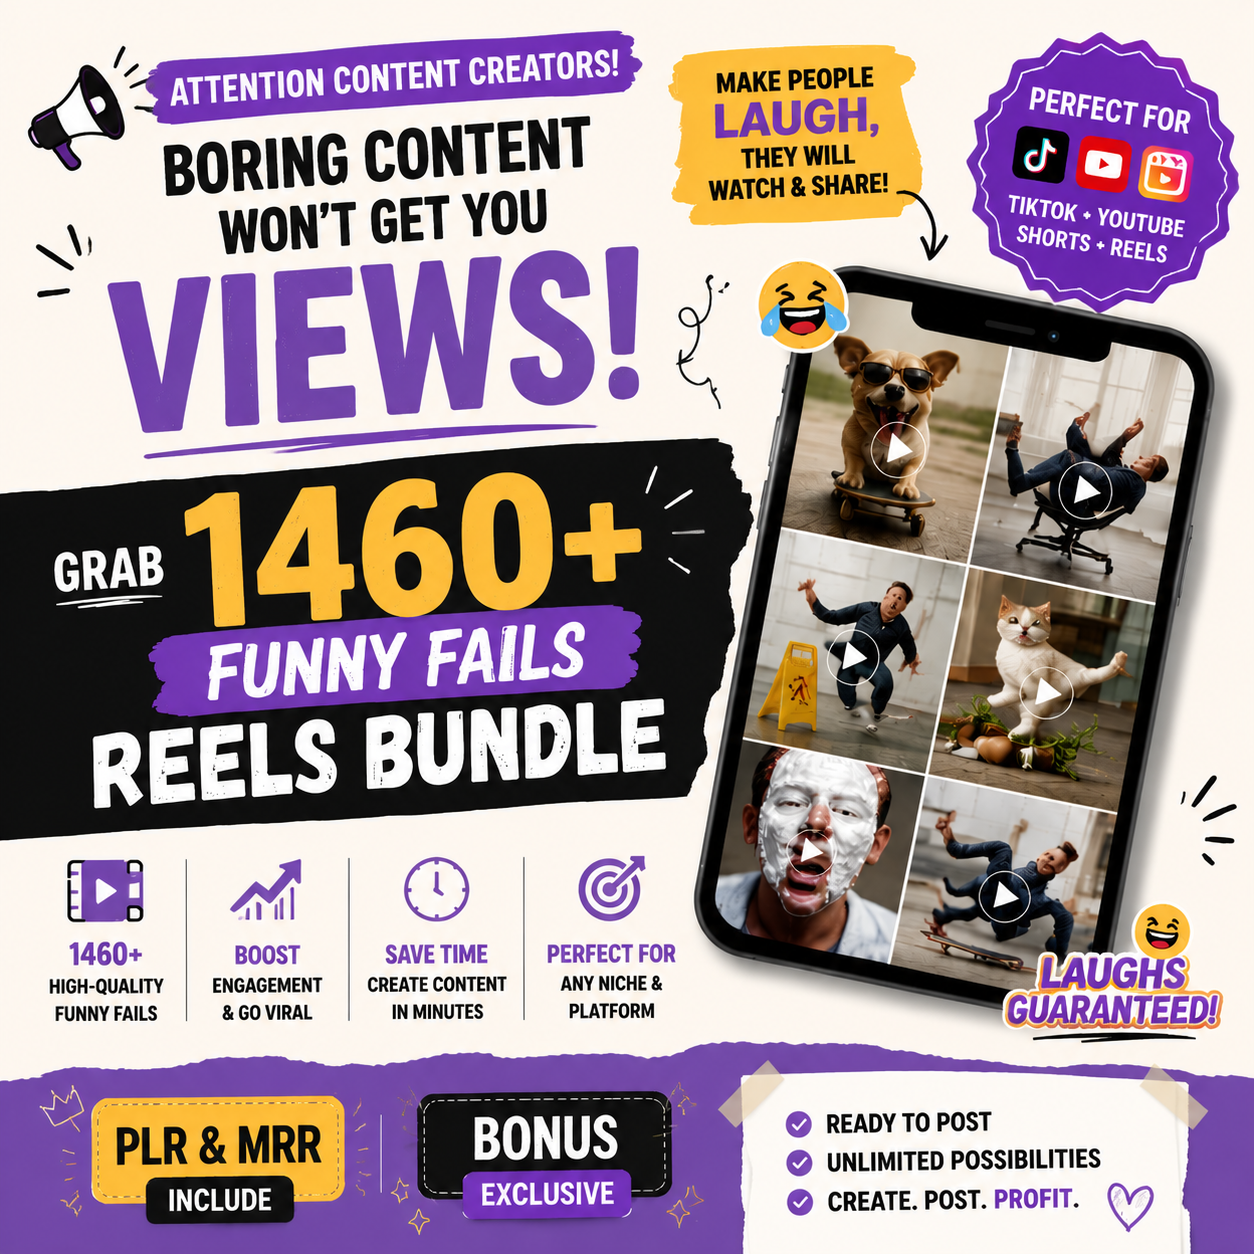 ATTENTION CONTENT CREATORS!
BORING CONTENT
WON'T GET YOU
VIEWS!
MAKE PEOPLE
LAUGH,
THEY WILL
WATCH & SHARE!
PERFECT FOR
TIKTOK + YOUTUBE
SHORTS + REELS
GRAB
1460+
FUNNY FAILS
REELS BUNDLE
1460+
HIGH-QUALITY
FUNNY FAILS
BOOST
ENGAGEMENT
& GO VIRAL
SAVE TIME
CREATE CONTENT
IN MINUTES
PERFECT FOR
ANY NICHE &
PLATFORM
LAUGHS
GUARANTEED!
PLR & MRR
INCLUDE
BONUS
EXCLUSIVE
READY TO POST
UNLIMITED POSSIBILITIES
CREATE. POST. PROFIT.